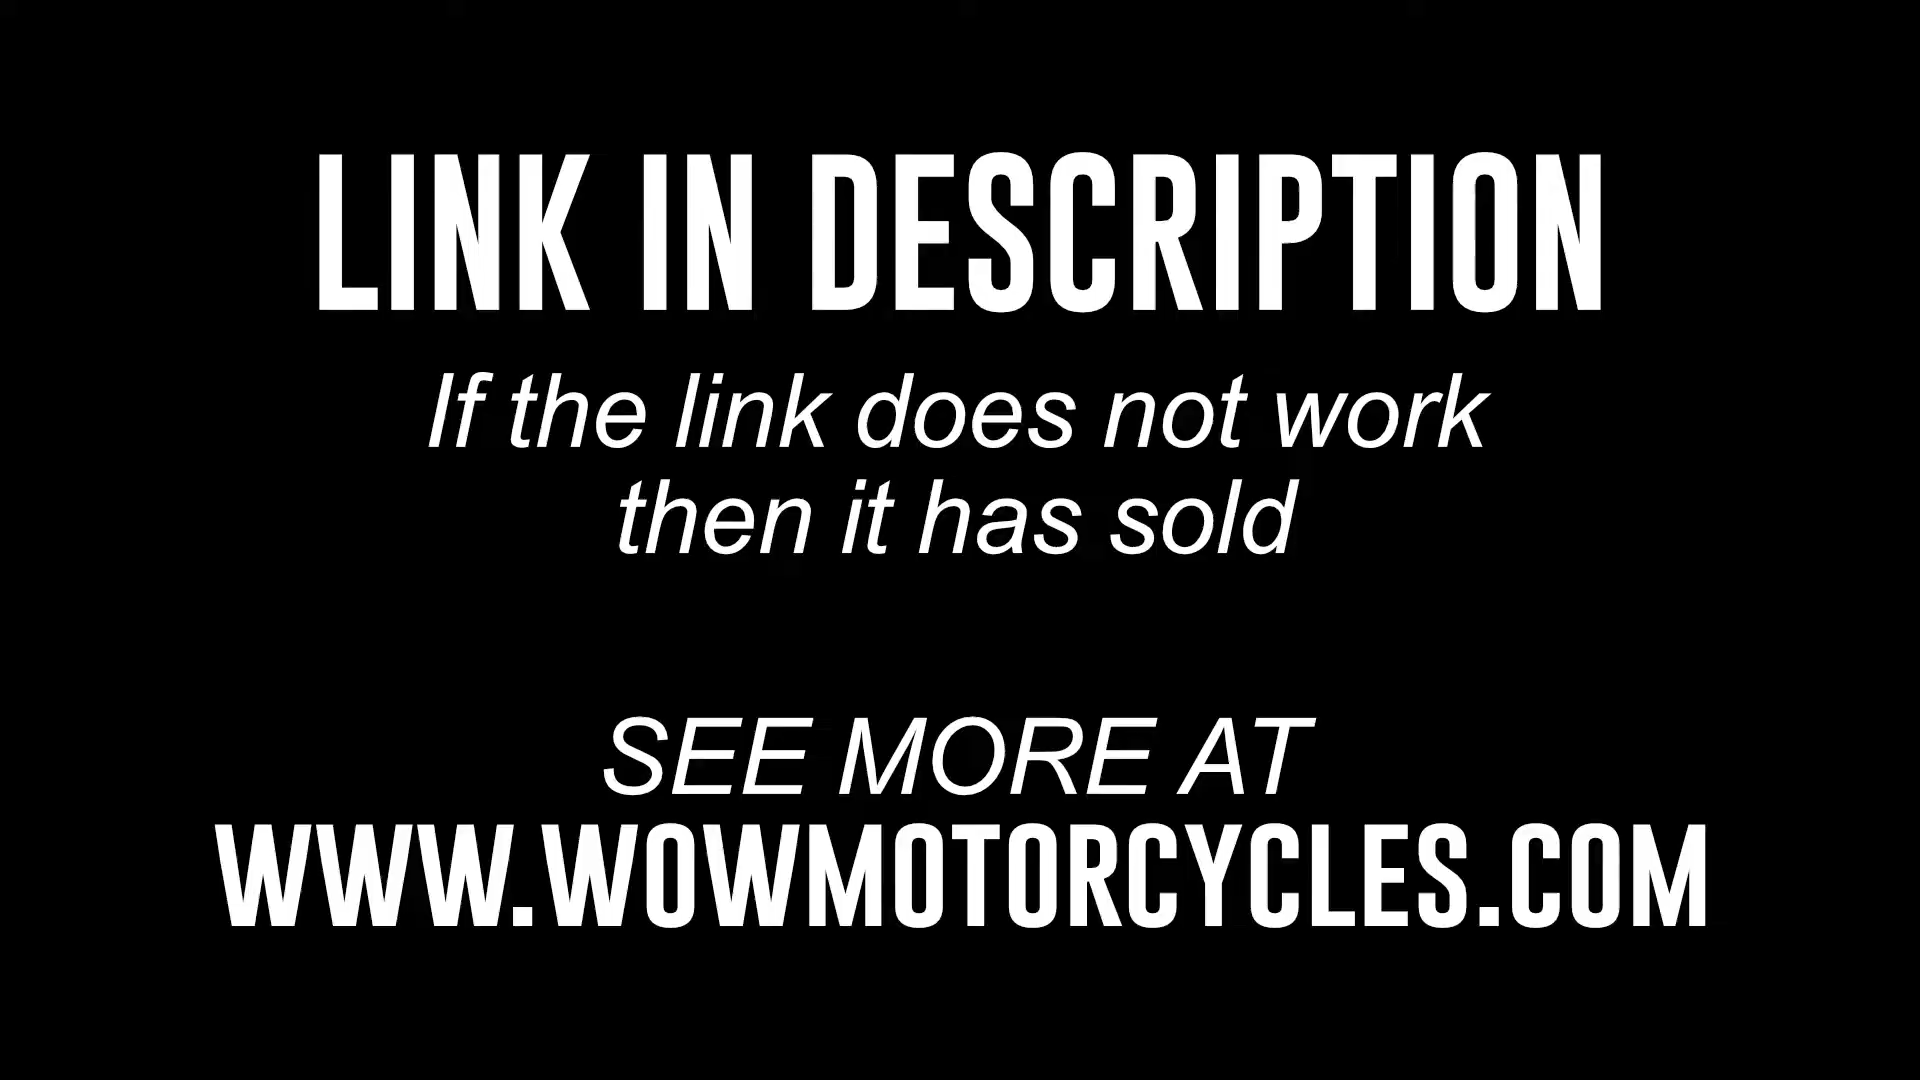 LINK IN DESCRIPTION
If the link does not work
then it has sold
SEE MORE AT
WWW.WOWMOTORCYCLES.COM